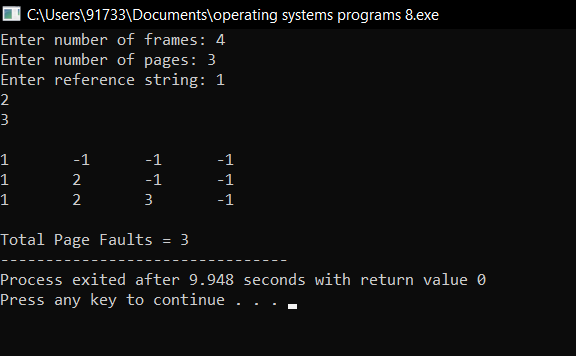 C:\Users\91733\Documents\operating systems programs 8.exe
Enter number of frames: 4
Enter number of pages: 3
Enter reference string: 1
2
3
1 -1 -1 -1
1 2 -1 -1
1 2 3 -1
Total Page Faults = 3
--------------------------------
Process exited after 9.948 seconds with return value 0
Press any key to continue . . .